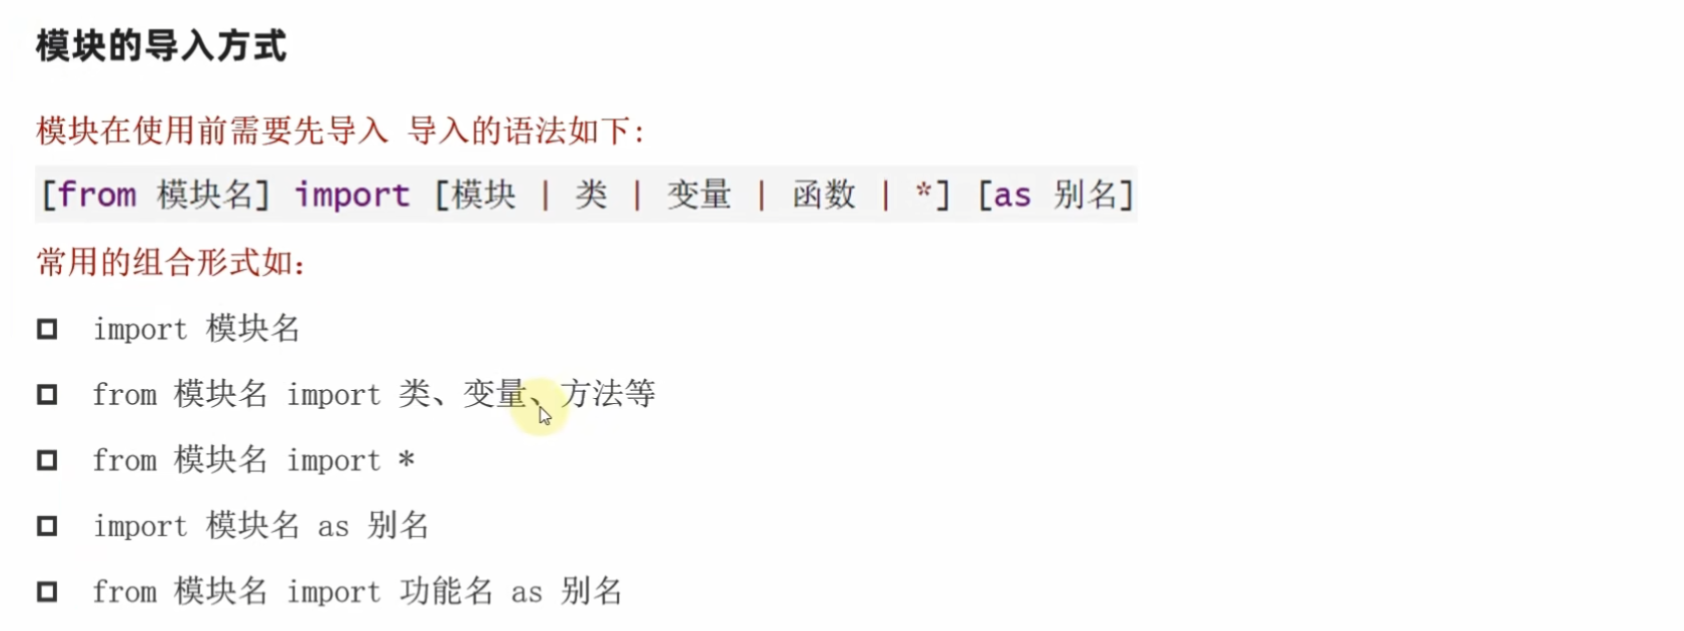 模块的导入方式
模块在使用前需要先导入 导入的语法如下:
[from 模块名] import [模块 | 类 | 变量 | 函数 | *] [as 别名]
常用的组合形式如：
import 模块名
from 模块名 import 类、变量、方法等
from 模块名 import *
import 模块名 as 别名
from 模块名 import 功能名 as 别名